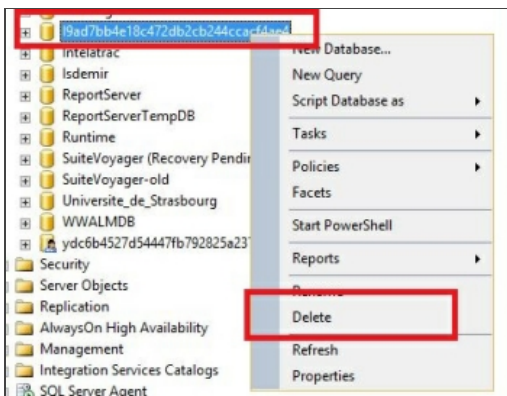 Intelatrac
Isdemir
ReportServer
ReportServerTempDB
Runtime
SuiteVoyager (Recovery Pendin
SuiteVoyager-old
Universite_de_Strasbourg
WWALMDB
ydc6b4527d54447fb792825a237
Security
Server Objects
Replication
AlwaysOn High Availability
Management
Integration Services Catalogs
SQL Server Agent
New Database...
New Query
Script Database as
Tasks
Policies
Facets
Start PowerShell
Reports
Rename
Delete
Refresh
Properties